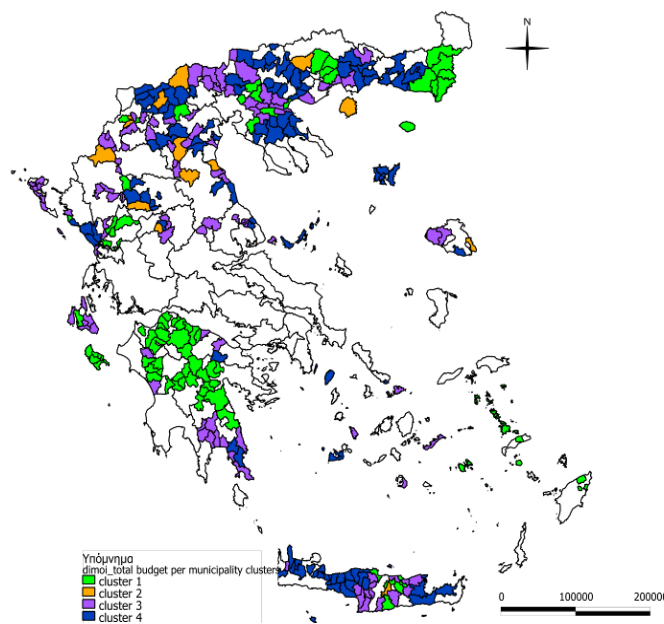 N
Υπόμνημα
dimoi_total budget per municipality clusters
cluster 1
cluster 2
cluster 3
cluster 4
0 100000 200000